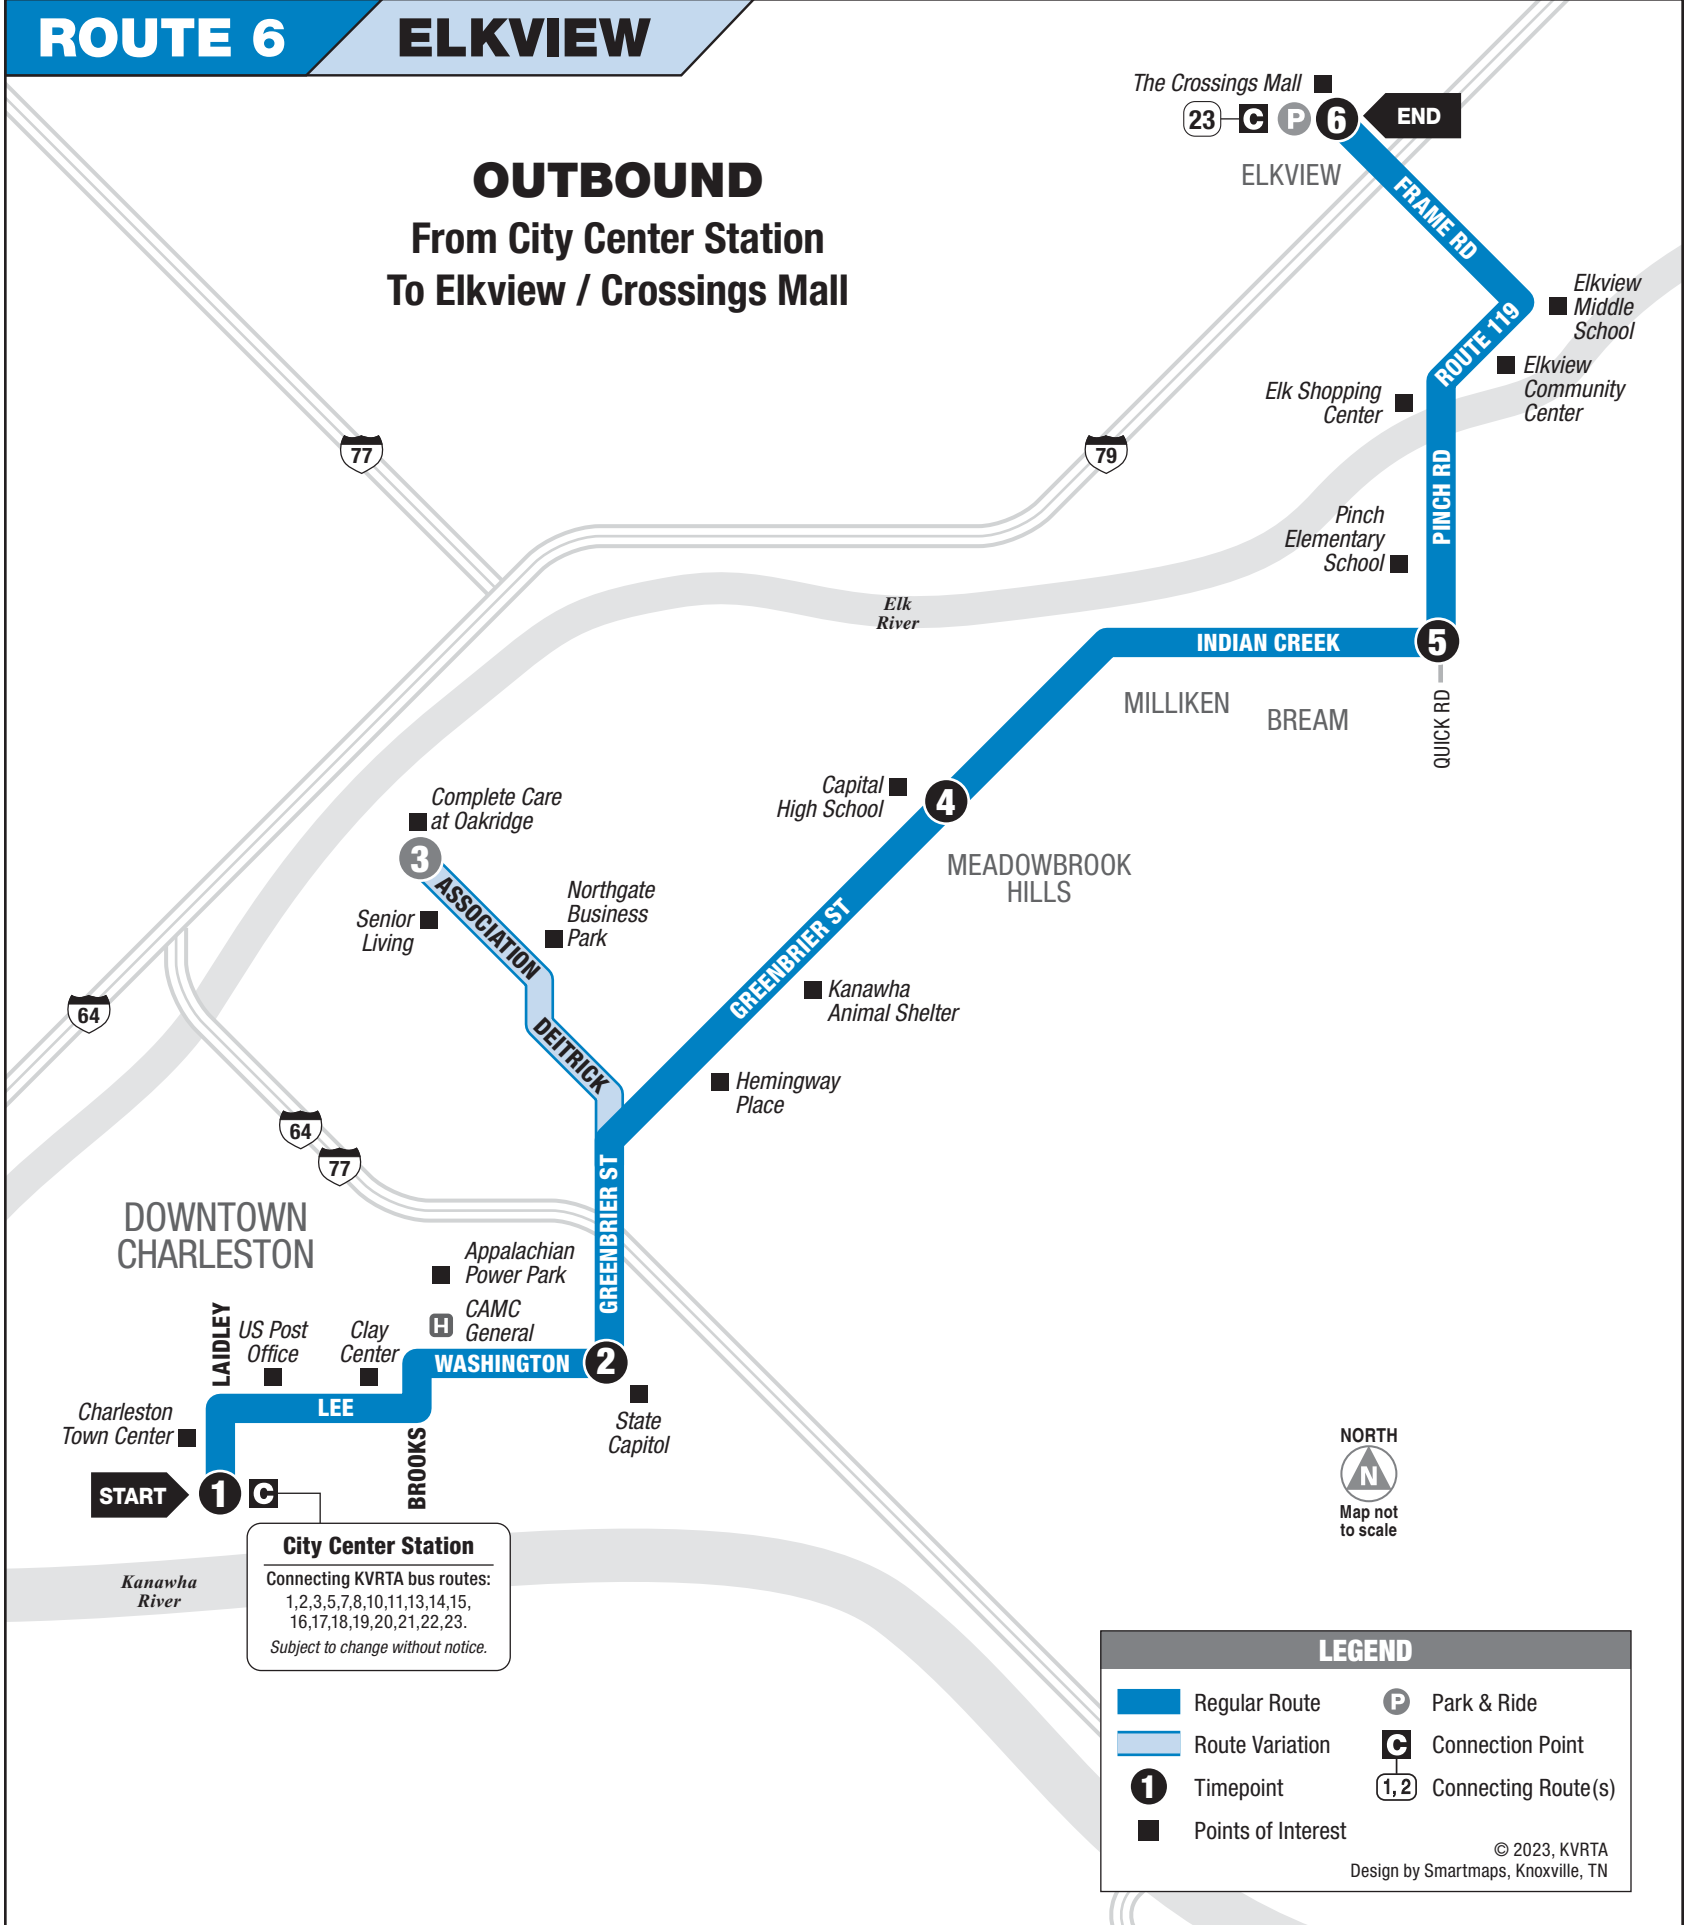 ROUTE 6
ELKVIEW
OUTBOUND
From City Center Station
To Elkview / Crossings Mall
The Crossings Mall
23
C
P
6
END
ELKVIEW
FRAME RD
Elkview
Middle
School
ROUTE 119
Elkview
Community
Center
Elk Shopping
Center
77
79
PINCH RD
Pinch
Elementary
School
Elk
River
INDIAN CREEK
5
MILLIKEN
BREAM
QUICK RD
Capital
High School
4
Complete Care
at Oakridge
3
MEADOWBROOK
HILLS
ASSOCIATION
Northgate
Business
Park
Senior
Living
GREENBRIER ST
Kanawha
Animal Shelter
64
DEITRICK
Hemingway
Place
64
77
DOWNTOWN
CHARLESTON
GREENBRIER ST
Appalachian
Power Park
H
CAMC
General
LAIDLEY
US Post
Office
Clay
Center
WASHINGTON
2
LEE
Charleston
Town Center
State
Capitol
BROOKS
START
1
C
City Center Station
Connecting KVRTA bus routes:
1,2,3,5,7,8,10,11,13,14,15,
16,17,18,19,20,21,22,23.
Subject to change without notice.
Kanawha
River
NORTH
N
Map not
to scale
LEGEND
Regular Route
P
Park & Ride
Route Variation
C
Connection Point
1
Timepoint
1, 2
Connecting Route(s)
Points of Interest
© 2023, KVRTA
Design by Smartmaps, Knoxville, TN